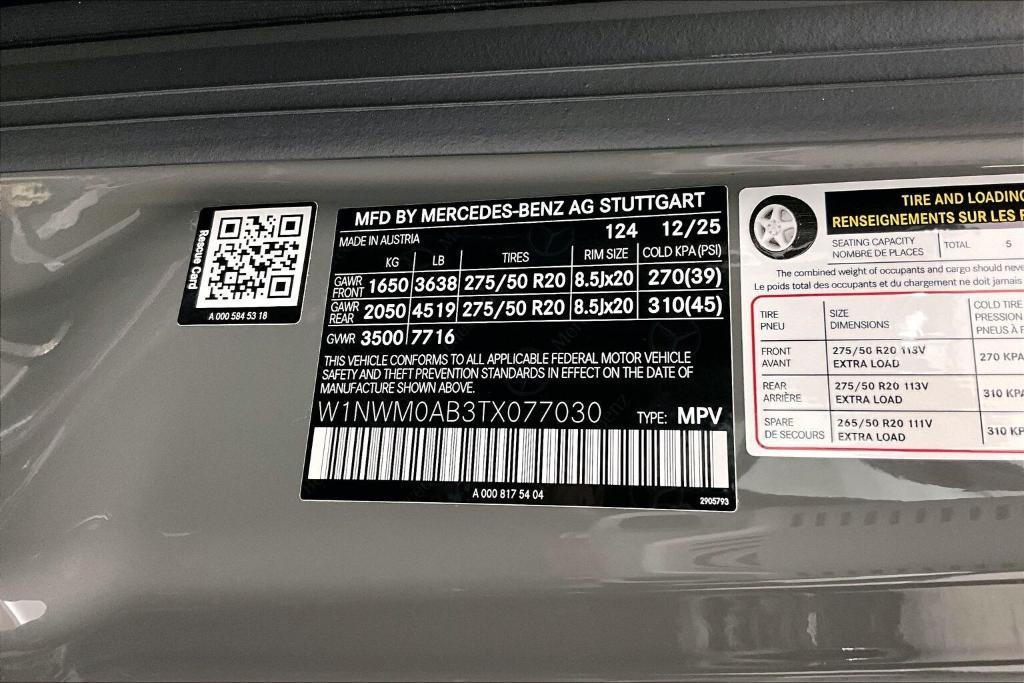 Rescue Card
A 000 584 53 18
MFD BY MERCEDES-BENZ AG STUTTGART
MADE IN AUSTRIA 124 12/25
KG LB TIRES RIM SIZE COLD KPA (PSI)
GAWR FRONT 1650 3638 275/50 R20 8.5Jx20 270(39)
GAWR REAR 2050 4519 275/50 R20 8.5Jx20 310(45)
GVWR 3500 7716
THIS VEHICLE CONFORMS TO ALL APPLICABLE FEDERAL MOTOR VEHICLE
SAFETY AND THEFT PREVENTION STANDARDS IN EFFECT ON THE DATE OF
MANUFACTURE SHOWN ABOVE.
W1NWM0AB3TX077030 TYPE: MPV
A 000 817 54 04
2905793
TIRE AND LOADING
RENSEIGNEMENTS SUR LES
SEATING CAPACITY
NOMBRE DE PLACES
TOTAL 5
The combined weight of occupants and cargo should never
Le poids total des occupants et du chargement ne doit jamais
TIRE
PNEU
SIZE
DIMENSIONS
COLD TIRE
PRESSION
PNEUS À
FRONT
AVANT
275/50 R20 113V
EXTRA LOAD
270 KPA
REAR
ARRIÈRE
275/50 R20 113V
EXTRA LOAD
310 KPA
SPARE
DE SECOURS
265/50 R20 111V
EXTRA LOAD
310 KP